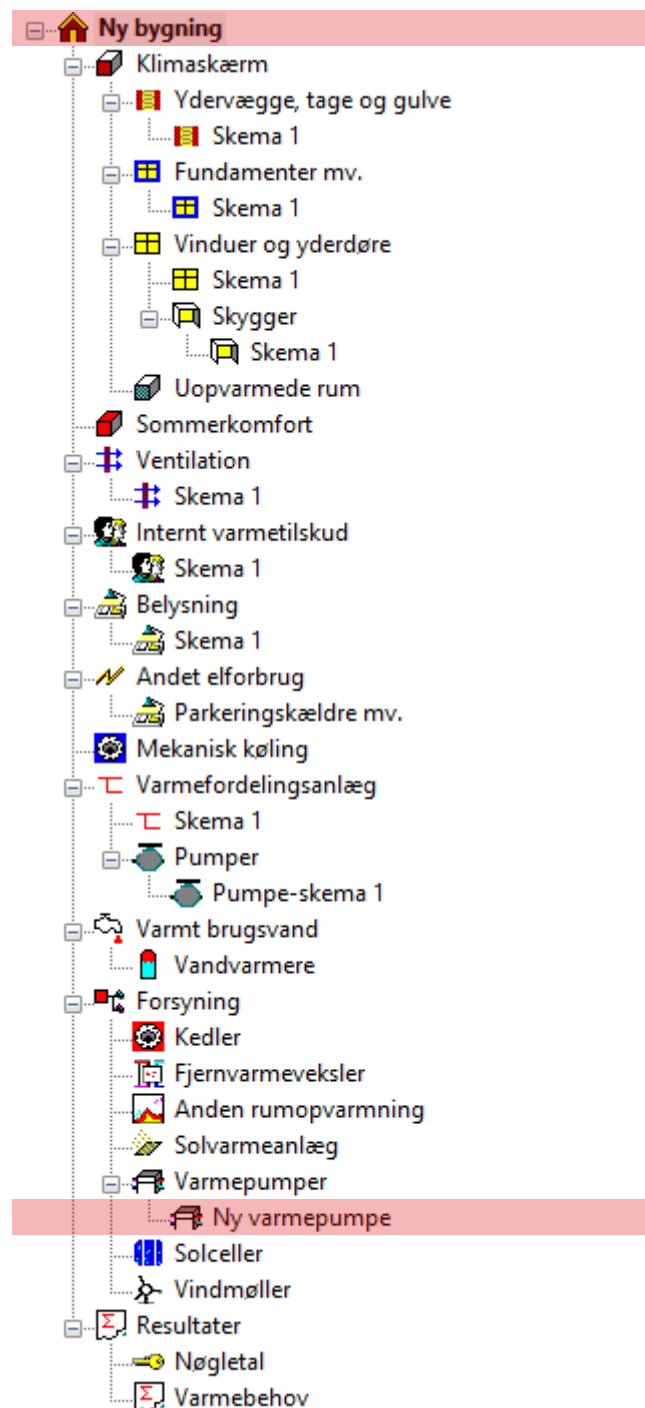 Ny bygning
Klimaskærm
Ydervægge, tage og gulve
Skema 1
Fundamenter mv.
Skema 1
Vinduer og yderdøre
Skema 1
Skygger
Skema 1
Uopvarmede rum
Sommerkomfort
Ventilation
Skema 1
Internt varmetilskud
Skema 1
Belysning
Skema 1
Andet elforbrug
Parkeringskældre mv.
Mekanisk køling
Varmefordelingsanlæg
Skema 1
Pumper
Pumpe-skema 1
Varmt brugsvand
Vandvarmere
Forsyning
Kedler
Fjernvarmeveksler
Anden rumopvarmning
Solvarmeanlæg
Varmepumper
Ny varmepumpe
Solceller
Vindmøller
Resultater
Nøgletal
Varmebehov